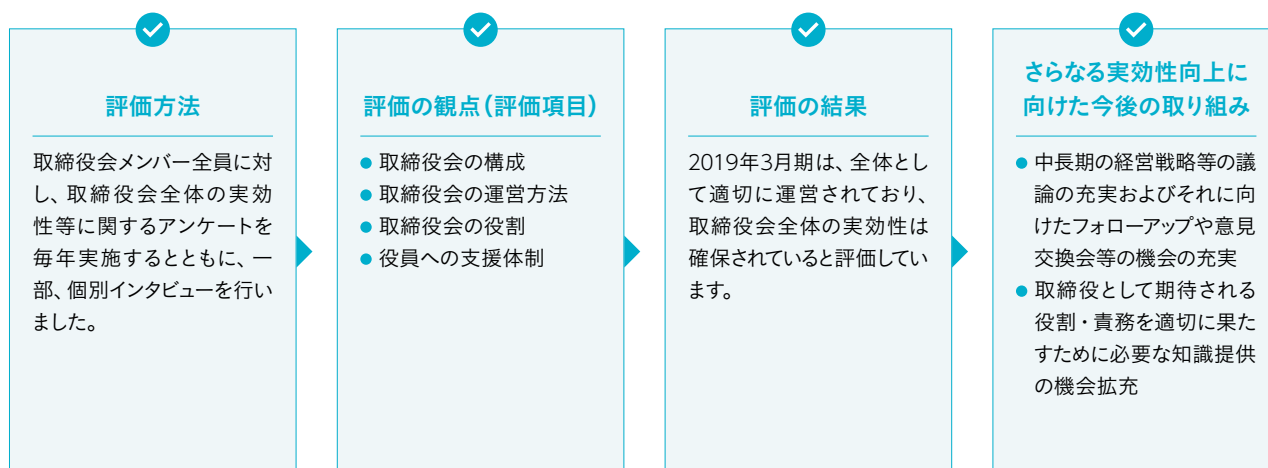 評価方法
取締役会メンバー全員に対
し、取締役会全体の実効
性等に関するアンケートを
毎年実施するとともに、一
部、個別インタビューを行い
ました。
評価の観点(評価項目)
● 取締役会の構成
● 取締役会の運営方法
● 取締役会の役割
● 役員への支援体制
評価の結果
2019年3月期は、全体とし
て適切に運営されており、
取締役会全体の実効性は
確保されていると評価してい
ます。
さらなる実効性向上に
向けた今後の取り組み
● 中長期の経営戦略等の議
論の充実およびそれに向
けたフォローアップや意見
交換会等の機会の充実
● 取締役として期待される
役割・責務を適切に果た
すために必要な知識提供
の機会拡充